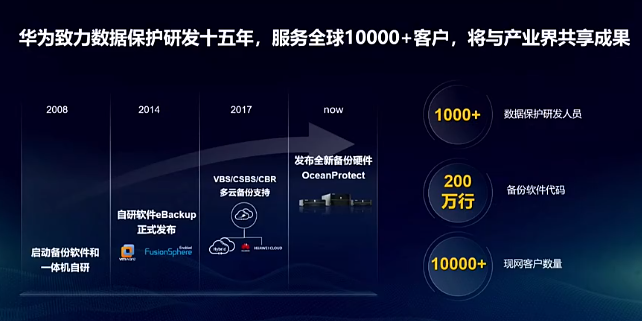 华为致力数据保护研发十五年，服务全球10000+客户，将与产业界共享成果
2008
2014
2017
now
启动备份软件和
一体机自研
自研软件eBackup
正式发布
vmware
FusionSphere
VBS/CSBS/CBR
多云备份支持
Hybrid
HUAWEI CLOUD
发布全新备份硬件
OceanProtect
1000+
数据保护研发人员
200
万行
备份软件代码
10000+
现网客户数量